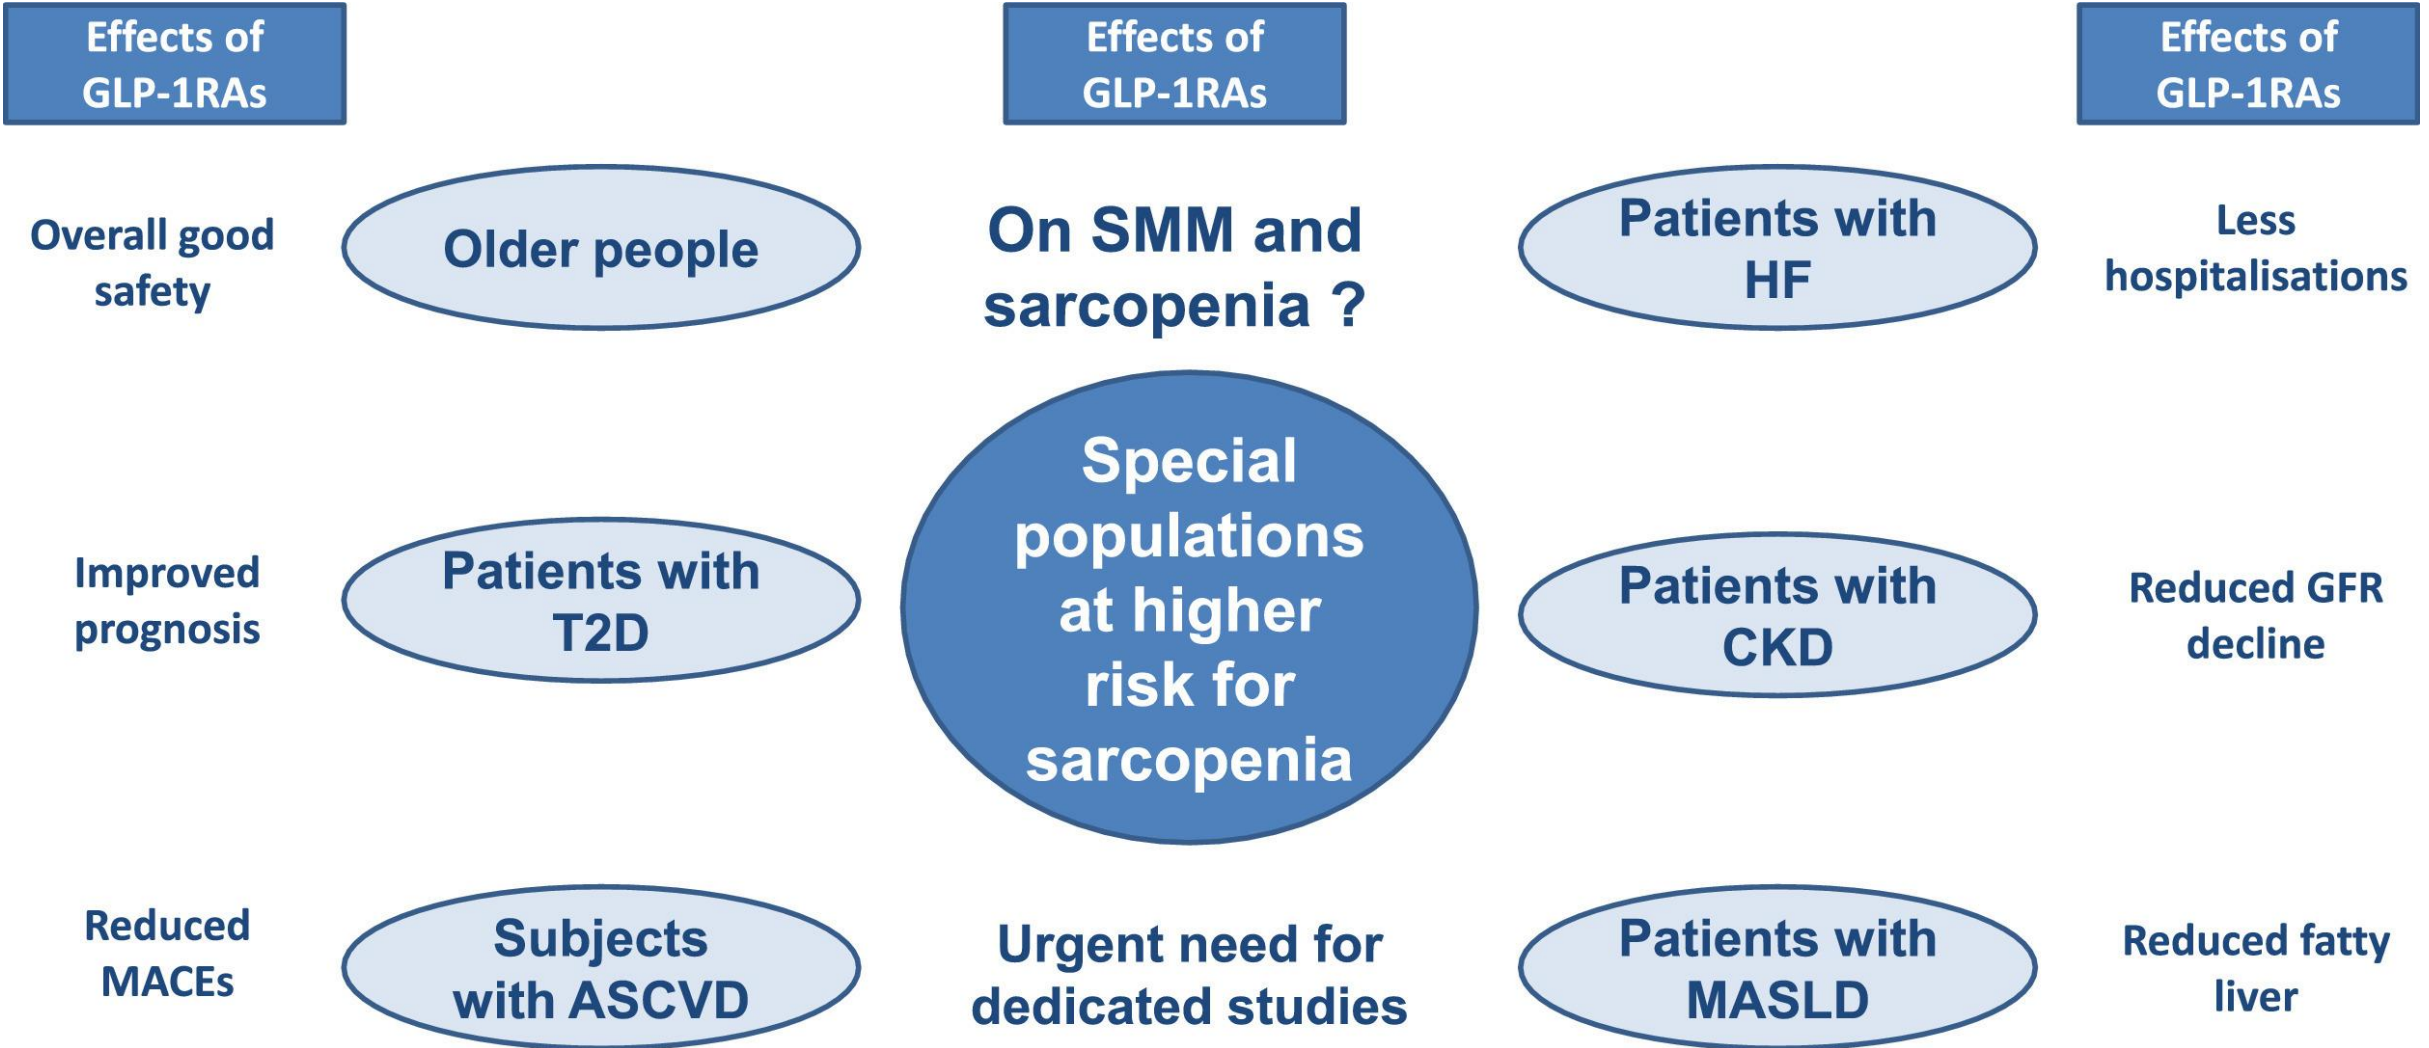 Effects of
GLP-1RAs
Effects of
GLP-1RAs
Effects of
GLP-1RAs
Overall good
safety
Older people
On SMM and
sarcopenia ?
Patients with
HF
Less
hospitalisations
Improved
prognosis
Patients with
T2D
Special
populations
at higher
risk for
sarcopenia
Patients with
CKD
Reduced GFR
decline
Reduced
MACEs
Subjects
with ASCVD
Urgent need for
dedicated studies
Patients with
MASLD
Reduced fatty
liver